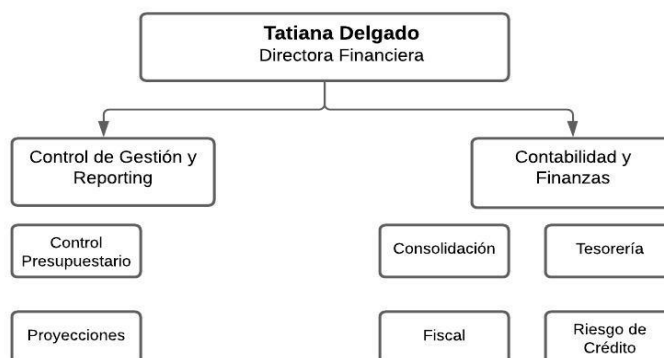 Tatiana Delgado
Directora Financiera
Control de Gestión y
Reporting
Contabilidad y
Finanzas
Control
Presupuestario
Consolidación
Tesorería
Proyecciones
Fiscal
Riesgo de
Crédito